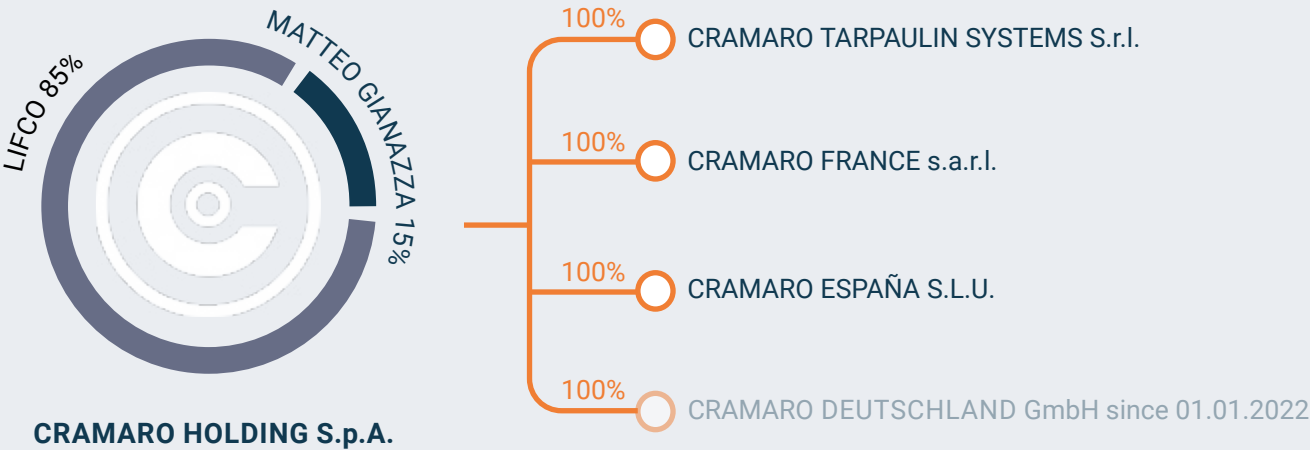 LIFCO 85%
MATTEO GIANAZZA 15%
CRAMARO HOLDING S.p.A.
100%
CRAMARO TARPAULIN SYSTEMS S.r.l.
100%
CRAMARO FRANCE s.a.r.l.
100%
CRAMARO ESPAÑA S.L.U.
100%
CRAMARO DEUTSCHLAND GmbH since 01.01.2022